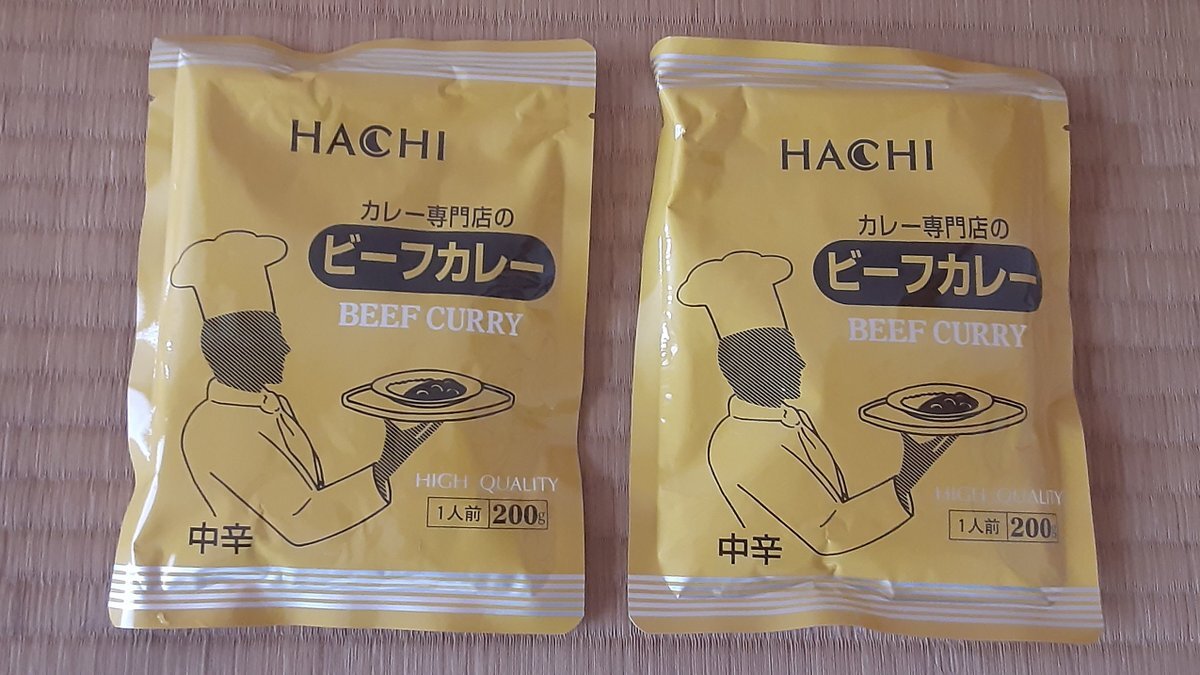 HACHI
カレー専門店の
ビーフカレー
BEEF CURRY
HIGH QUALITY
1人前 200g
中辛
HACHI
カレー専門店の
ビーフカレー
BEEF CURRY
HIGH QUALITY
1人前 200g
中辛